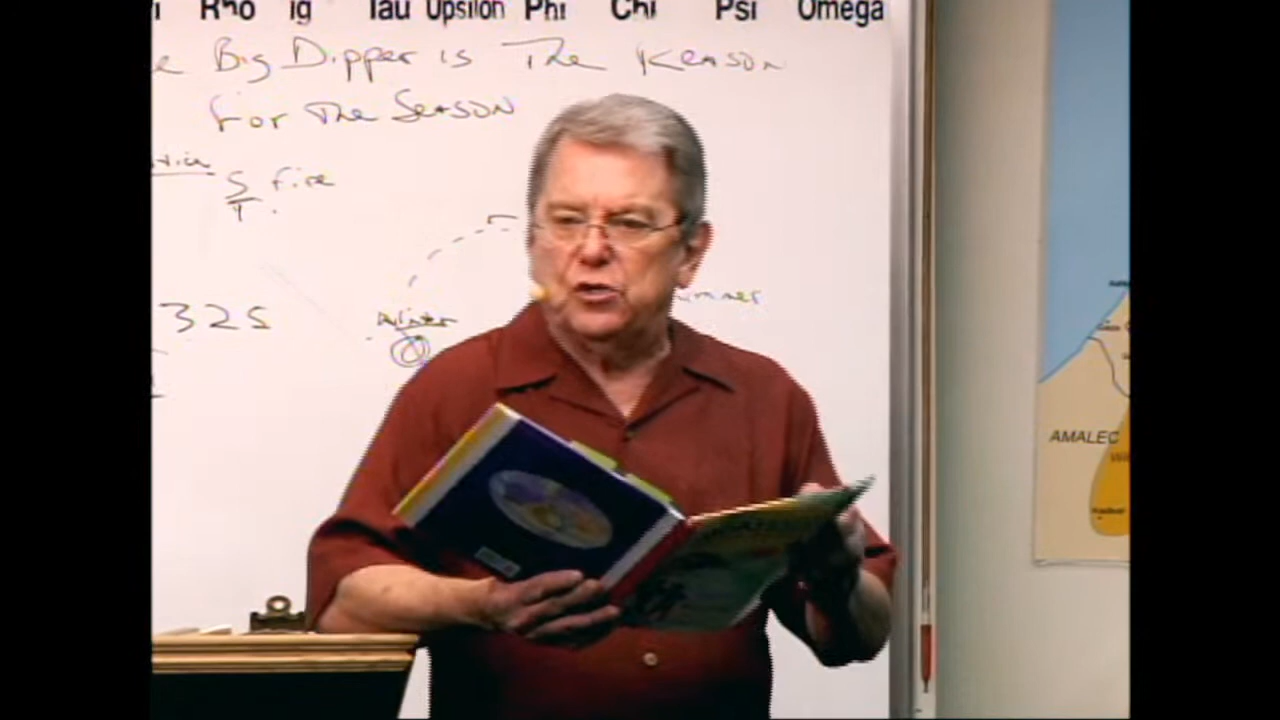 Rho ig Tau Upsilon Phi Chi Psi Omega
e Big Dipper is The Reason
For The Season
S Fire
T.
325
Winter
AMALEC